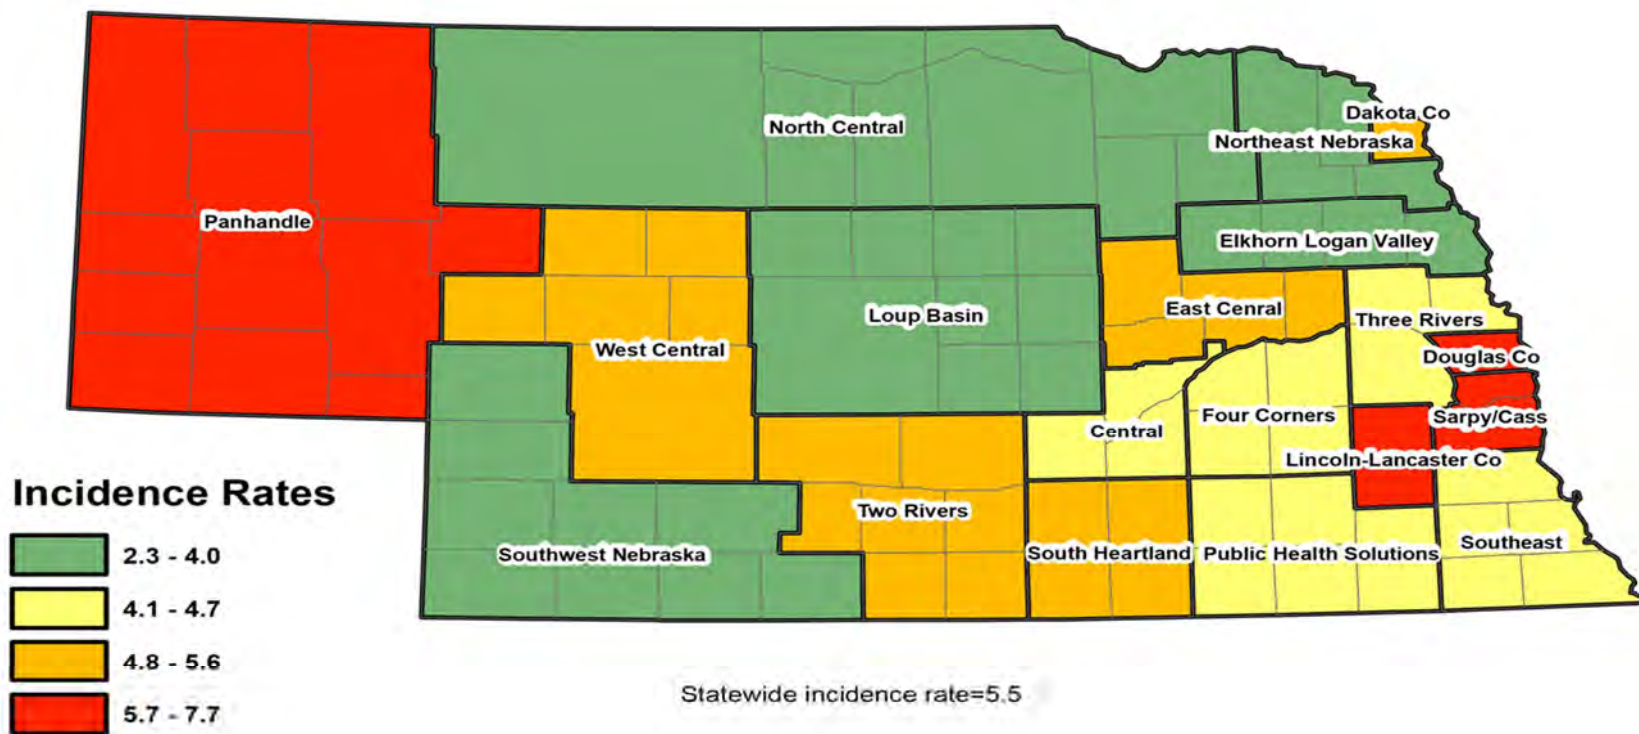 Dakota Co
North Central
Northeast Nebraska
Panhandle
Elkhorn Logan Valley
East Cenral
Loup Basin
Three Rivers
West Central
Douglas Co
Four Corners
Sarpy/Cass
Central
Lincoln-Lancaster Co
Two Rivers
Southeast
Southwest Nebraska
South Heartland
Public Health Solutions
Incidence Rates
2.3 - 4.0
4.1 - 4.7
4.8 - 5.6
5.7 - 7.7
Statewide incidence rate=5.5